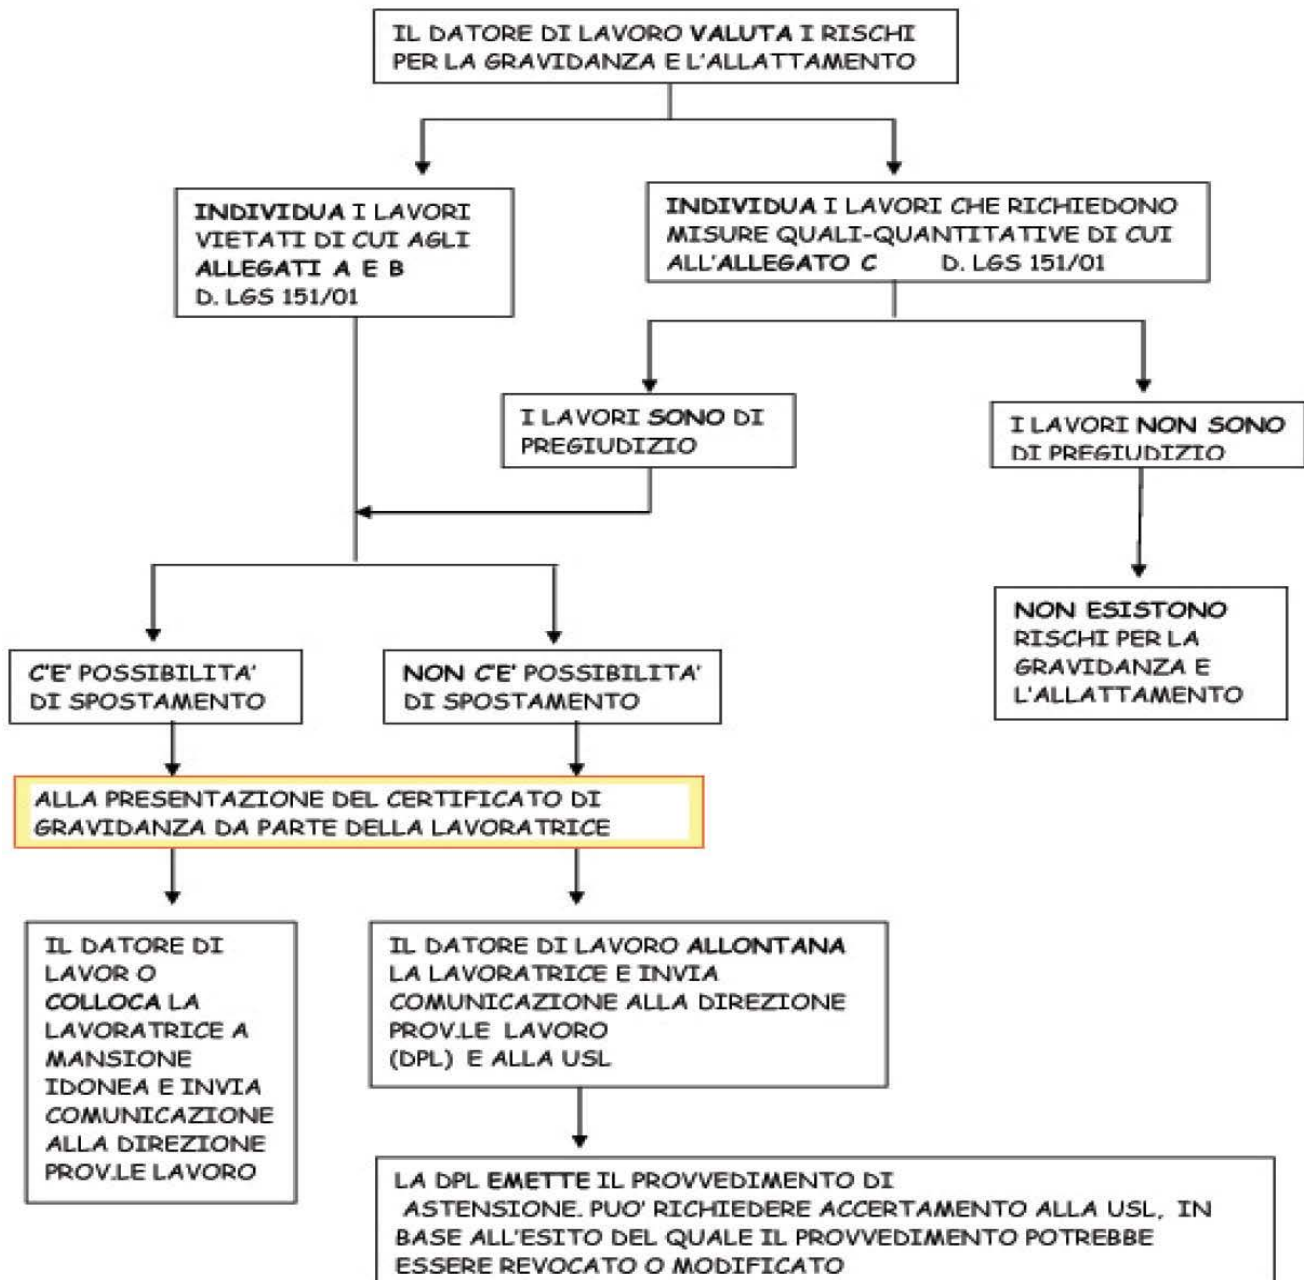 IL DATORE DI LAVORO VALUTA I RISCHI
PER LA GRAVIDANZA E L'ALLATTAMENTO
INDIVIDUA I LAVORI
VIETATI DI CUI AGLI
ALLEGATI A E B
D. LGS 151/01
INDIVIDUA I LAVORI CHE RICHIEDONO
MISURE QUALI-QUANTITATIVE DI CUI
ALL'ALLEGATO C D. LGS 151/01
I LAVORI SONO DI
PREGIUDIZIO
I LAVORI NON SONO
DI PREGIUDIZIO
NON ESISTONO
RISCHI PER LA
GRAVIDANZA E
L'ALLATTAMENTO
C'E' POSSIBILITA'
DI SPOSTAMENTO
NON C'E' POSSIBILITA'
DI SPOSTAMENTO
ALLA PRESENTAZIONE DEL CERTIFICATO DI
GRAVIDANZA DA PARTE DELLA LAVORATRICE
IL DATORE DI
LAVOR O
COLLOCA LA
LAVORATRICE A
MANSIONE
IDONEA E INVIA
COMUNICAZIONE
ALLA DIREZIONE
PROV.LE LAVORO
IL DATORE DI LAVORO ALLONTANA
LA LAVORATRICE E INVIA
COMUNICAZIONE ALLA DIREZIONE
PROV.LE LAVORO
(DPL) E ALLA USL
LA DPL EMETTE IL PROVVEDIMENTO DI
ASTENSIONE. PUO' RICHIEDERE ACCERTAMENTO ALLA USL, IN
BASE ALL'ESITO DEL QUALE IL PROVVEDIMENTO POTREBBE
ESSERE REVOCATO O MODIFICATO